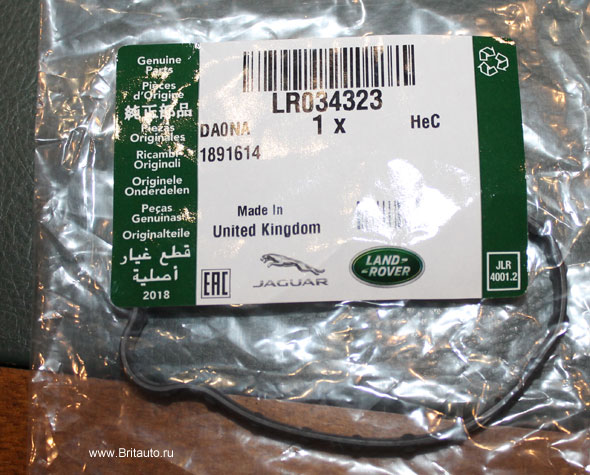 Genuine
Parts
Pièces
d'Origine
純正部品
Piezas
Originales
Ricambi
Originali
Originele
Onderdelen
Peças
Genuinas
Originalteile
قطع غيار
أصلية
2018
LR034323
1 x
HeC
DA0NA
1891614
Made In
United Kingdom
EAC
JAGUAR
LAND
ROVER
JLR
4001.2
www.Britauto.ru